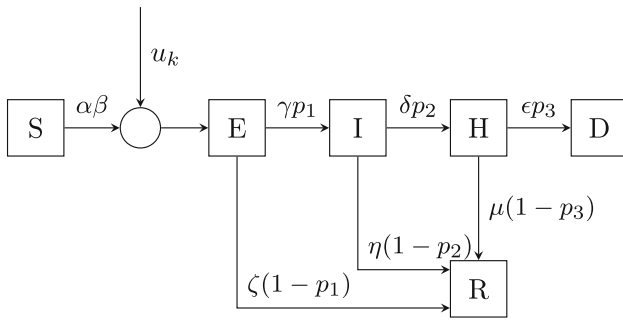 u_k
αβ γp_1 δp_2 ϵp_3
S E I H D
μ(1 − p_3)
η(1 − p_2)
ζ(1 − p_1) R